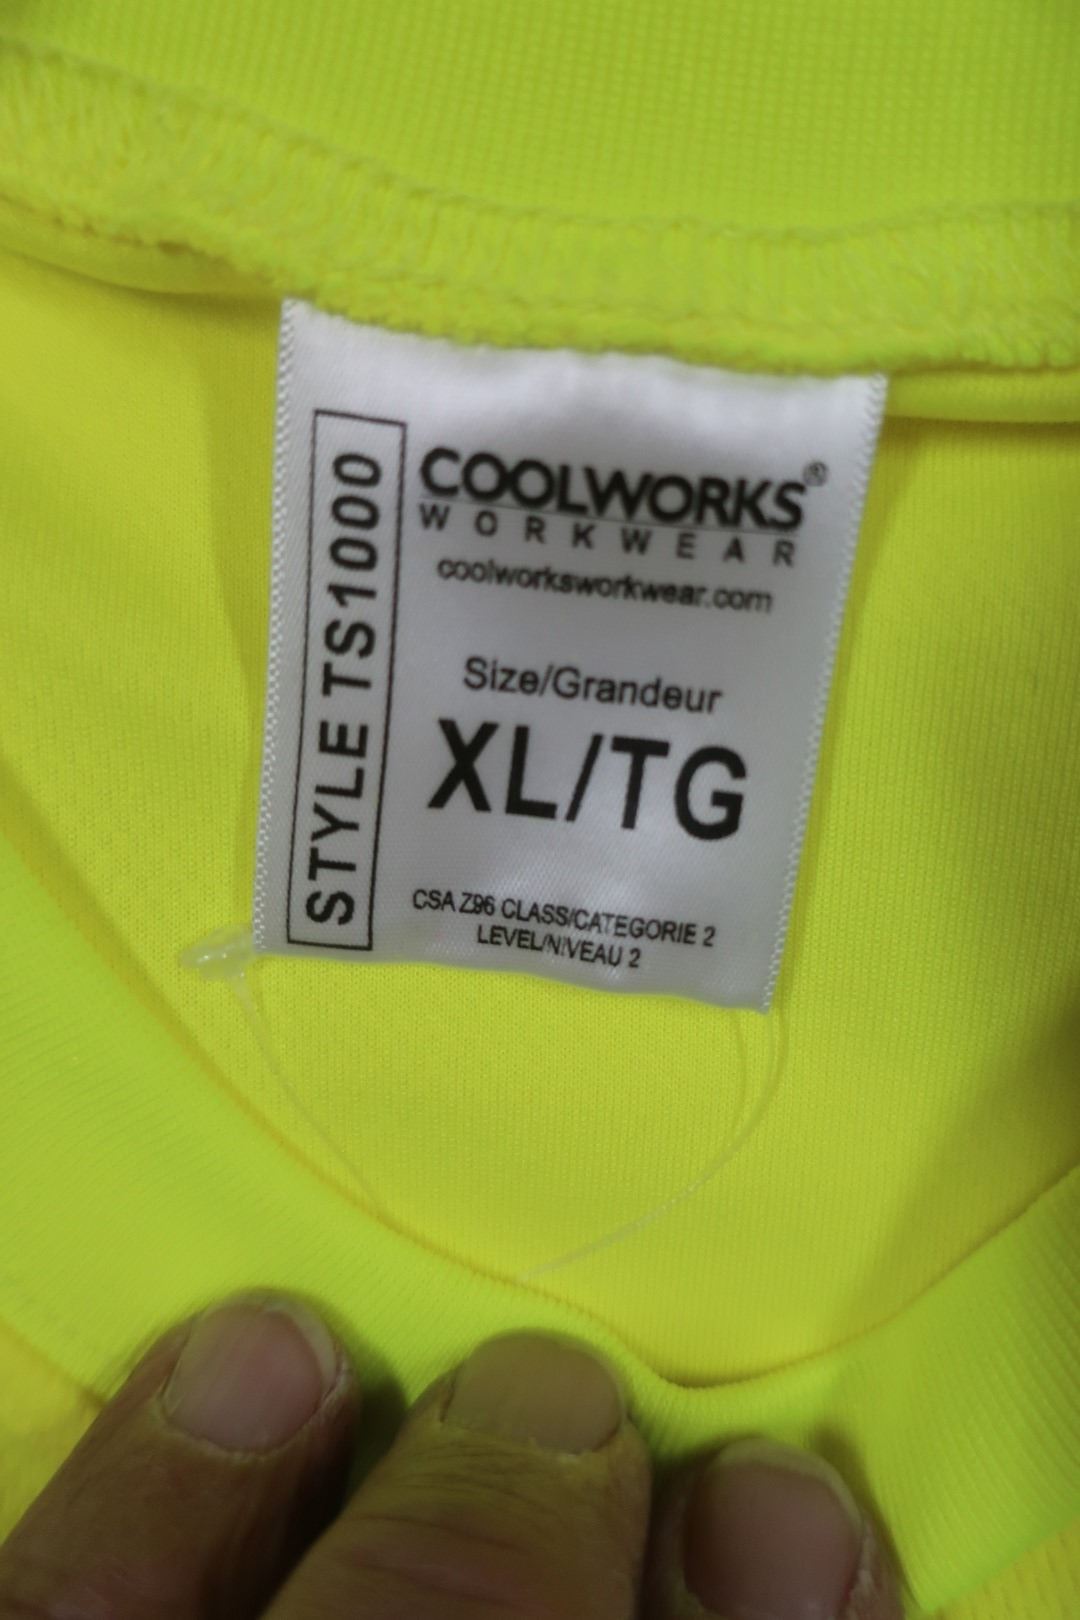 STYLE TS1000
COOLWORKS®
WORKWEAR
coolworksworkwear.com
Size/Grandeur
XL/TG
CSA Z96 CLASS/CATEGORIE 2
LEVEL/NIVEAU 2